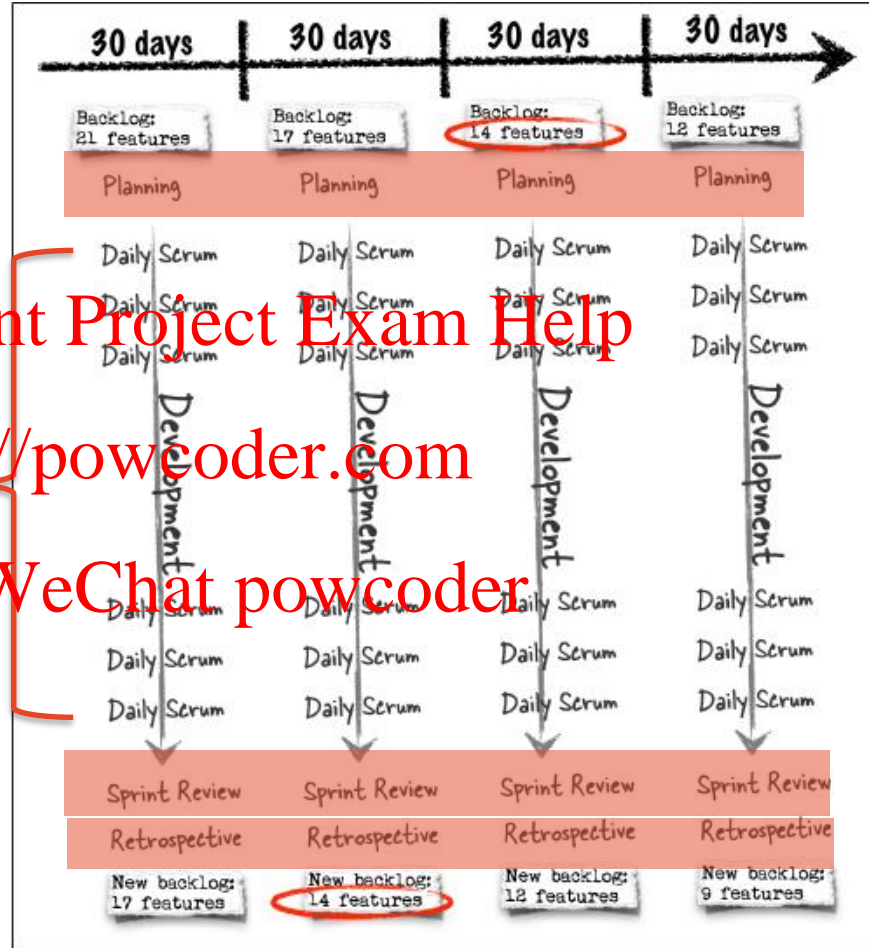 30 days 30 days 30 days 30 days
Backlog: Backlog: Backlog: Backlog:
21 features 17 features 14 features 12 features
Planning Planning Planning Planning
Daily Scrum Daily Scrum Daily Scrum Daily Scrum
Daily Scrum Daily Scrum Daily Scrum Daily Scrum
nt Project Exam Help
Daily Scrum Daily Scrum Daily Scrum Daily Scrum
Development Development Development Development
//powcoder.com
WeChat powcoder
Daily Scrum Daily Scrum Daily Scrum Daily Scrum
Daily Scrum Daily Scrum Daily Scrum Daily Scrum
Daily Scrum Daily Scrum Daily Scrum Daily Scrum
Sprint Review Sprint Review Sprint Review Sprint Review
Retrospective Retrospective Retrospective Retrospective
New backlog: New backlog: New backlog: New backlog:
17 features 14 features 12 features 9 features